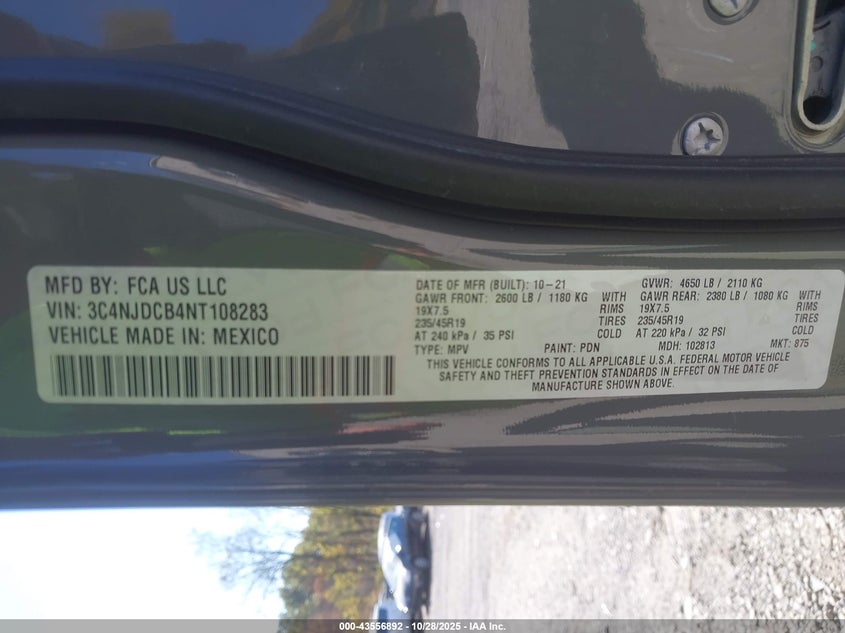 MFD BY: FCA US LLC
VIN: 3C4NJDCB4NT108283
VEHICLE MADE IN: MEXICO
DATE OF MFR (BUILT): 10-21 GVWR: 4650 LB / 2110 KG
GAWR FRONT: 2600 LB / 1180 KG WITH GAWR REAR: 2380 LB / 1080 KG WITH
19X7.5 RIMS 19X7.5 RIMS
235/45R19 TIRES 235/45R19 TIRES
AT 240 kPa / 35 PSI COLD AT 220 kPa / 32 PSI COLD
TYPE: MPV PAINT: PDN MDH: 102813 MKT: 875
THIS VEHICLE CONFORMS TO ALL APPLICABLE U.S.A. FEDERAL MOTOR VEHICLE
SAFETY AND THEFT PREVENTION STANDARDS IN EFFECT ON THE DATE OF
MANUFACTURE SHOWN ABOVE.
000-43556892 - 10/28/2025 - IAA Inc.